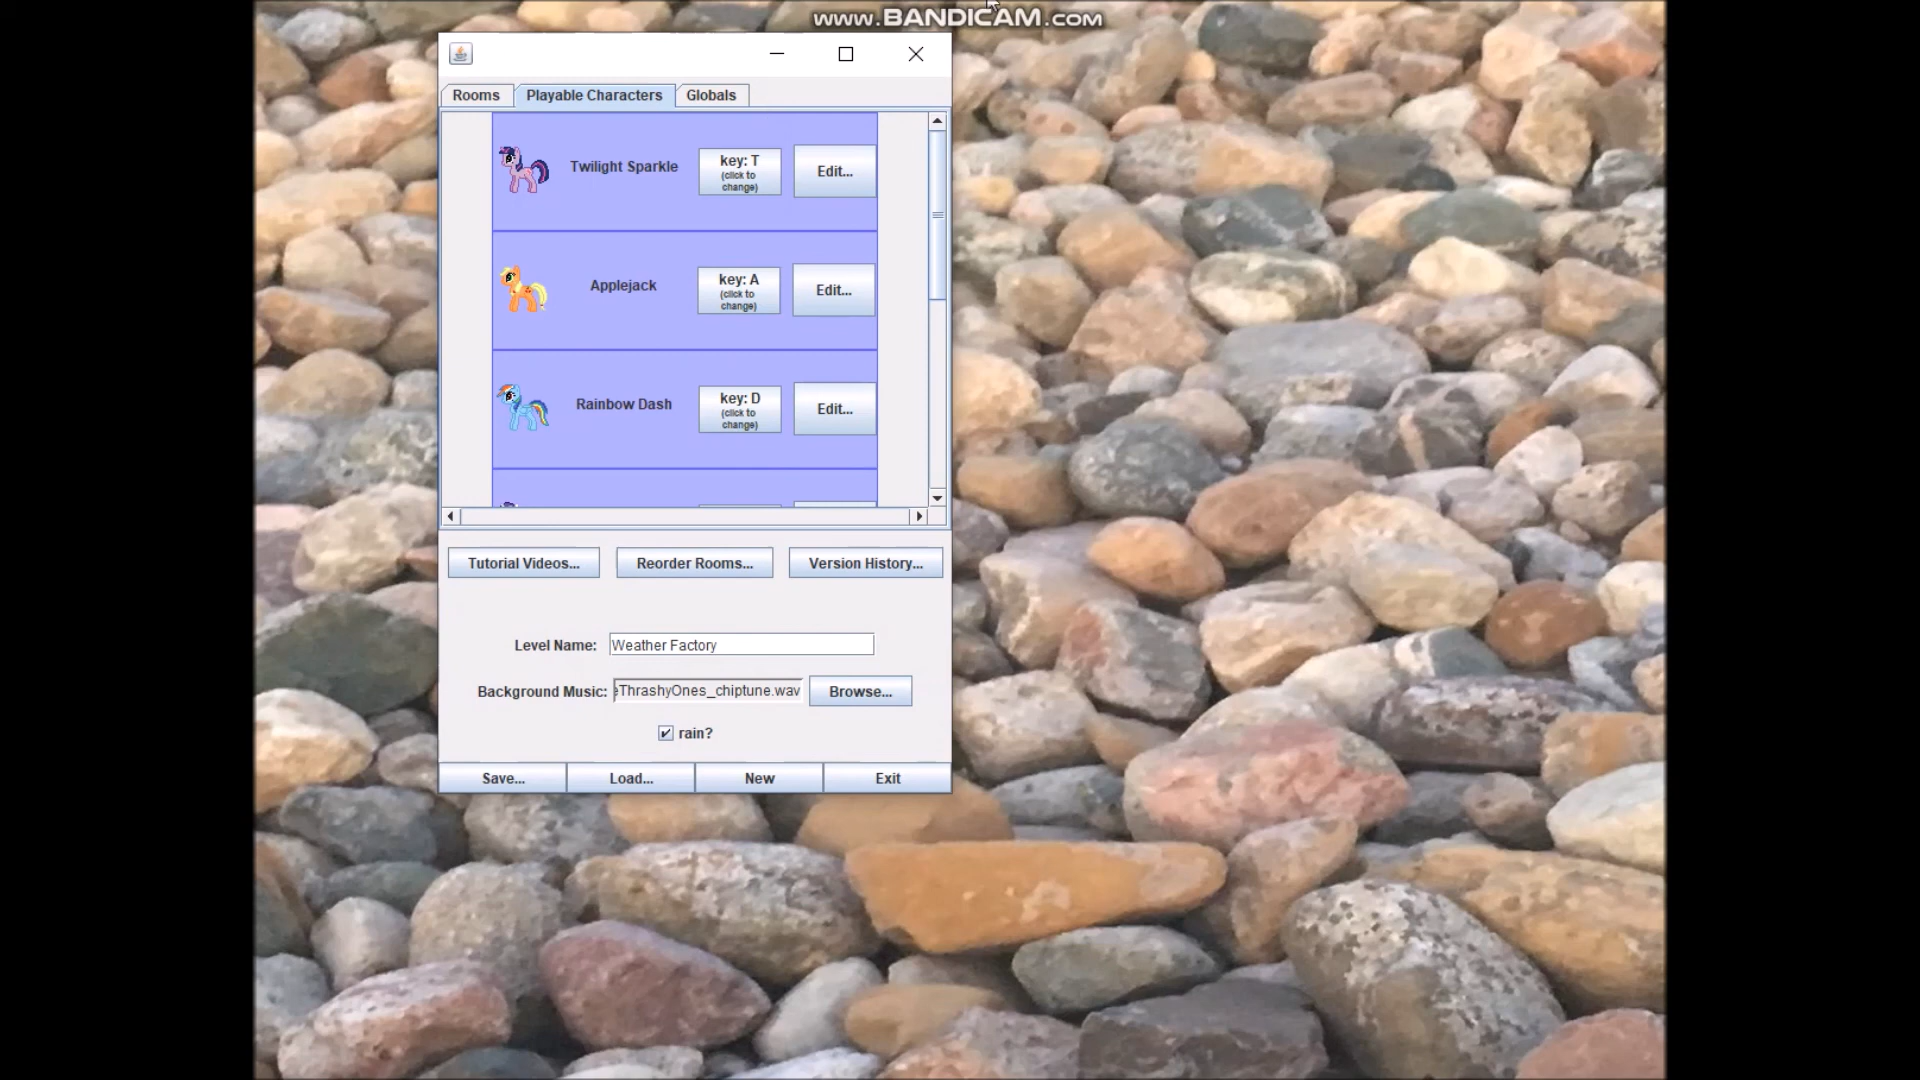 www.BANDICAM.com
Rooms
Playable Characters
Globals
Twilight Sparkle
key: T
(click to
change)
Edit...
Applejack
key: A
(click to
change)
Edit...
Rainbow Dash
key: D
(click to
change)
Edit...
Tutorial Videos...
Reorder Rooms...
Version History...
Level Name:
Weather Factory
Background Music:
ThrashyOnes_chiptune.wav
Browse...
rain?
Save...
Load...
New
Exit